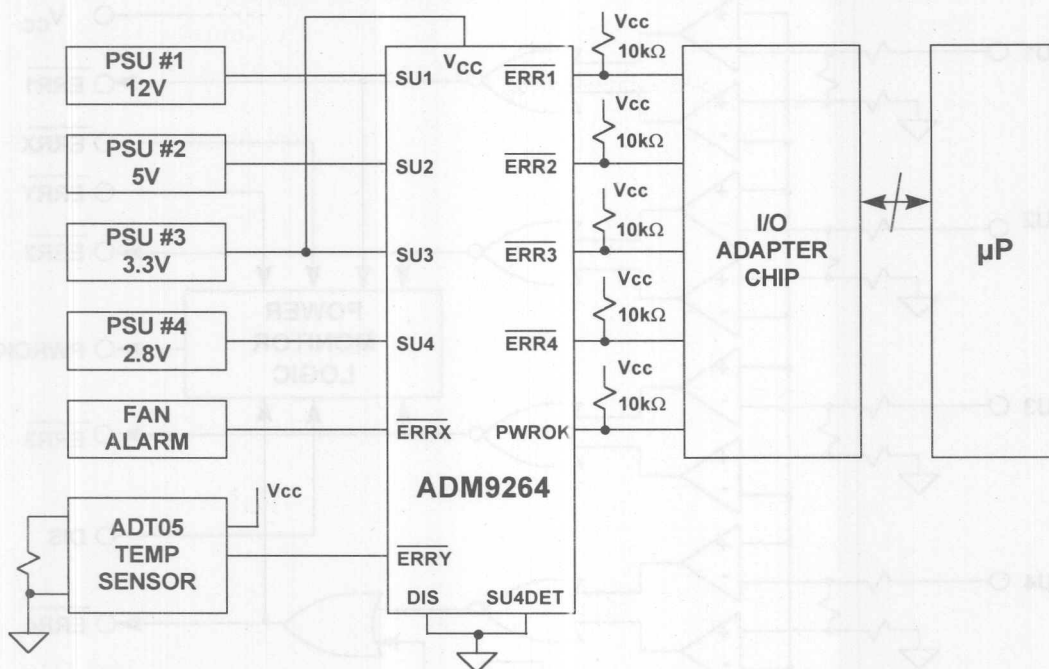 Vcc
10kΩ
PSU #1
12V
VCC
SU1
ERR1
Vcc
10kΩ
PSU #2
5V
SU2
ERR2
Vcc
10kΩ
PSU #3
3.3V
SU3
ERR3
I/O
ADAPTER
CHIP
µP
Vcc
10kΩ
PSU #4
2.8V
SU4
ERR4
Vcc
10kΩ
FAN
ALARM
ERRX
PWROK
ADM9264
Vcc
ADT05
TEMP
SENSOR
ERRY
DIS
SU4DET